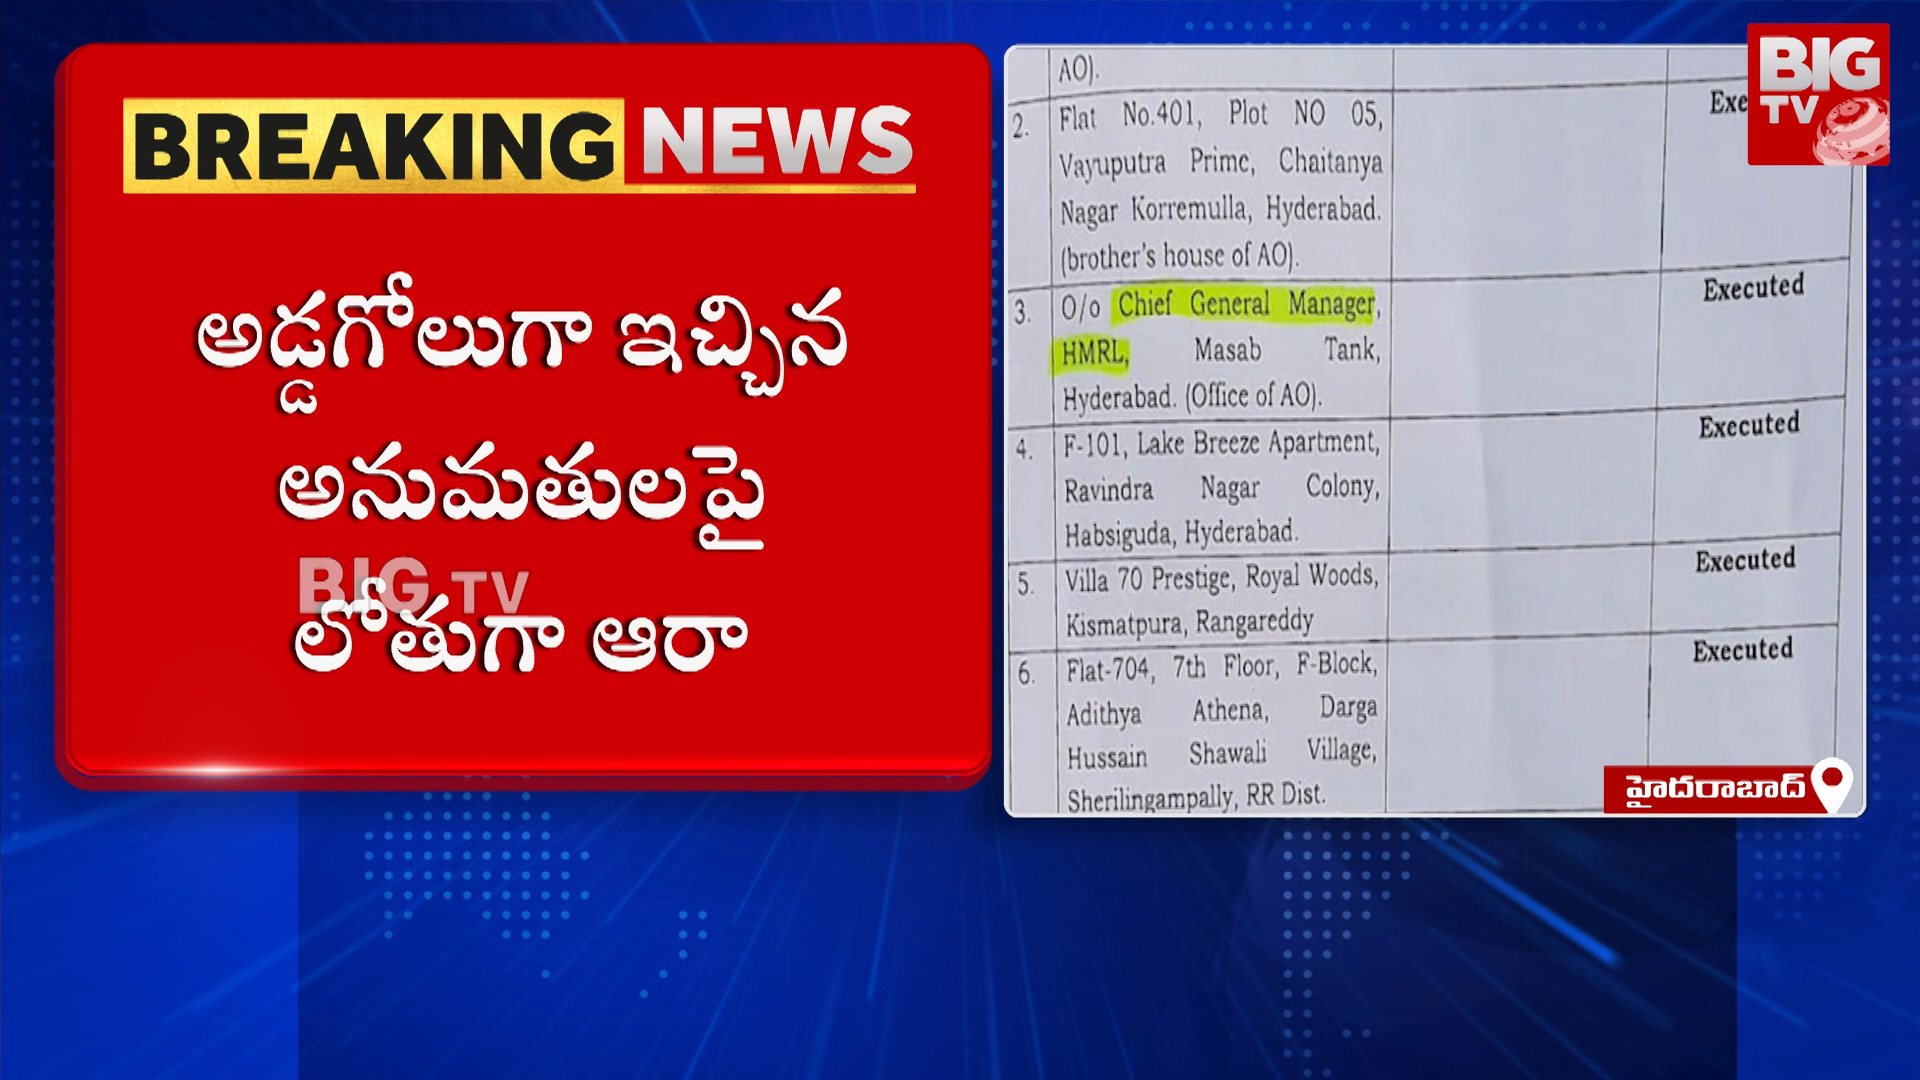 BREAKING NEWS
అడ్డగోలుగా ఇచ్చిన
అనుమతులపై
BIG TV
లోతుగా ఆరా
AO).
2. Flat No.401, Plot NO 05,
Vayuputra Prime, Chaitanya
Nagar Korremulla, Hyderabad.
(brother's house of AO).
3. O/o Chief General Manager, Executed
HMRL, Masab Tank,
Hyderabad. (Office of AO).
4. F-101, Lake Breeze Apartment, Executed
Ravindra Nagar Colony,
Habsiguda, Hyderabad.
5. Villa 70 Prestige, Royal Woods, Executed
Kismatpura, Rangareddy
6. Flat-704, 7th Floor, F-Block, Executed
Adithya Athena, Darga
Hussain Shawali Village,
Sherilingampally, RR Dist.
BIG
TV
హైదరాబాద్